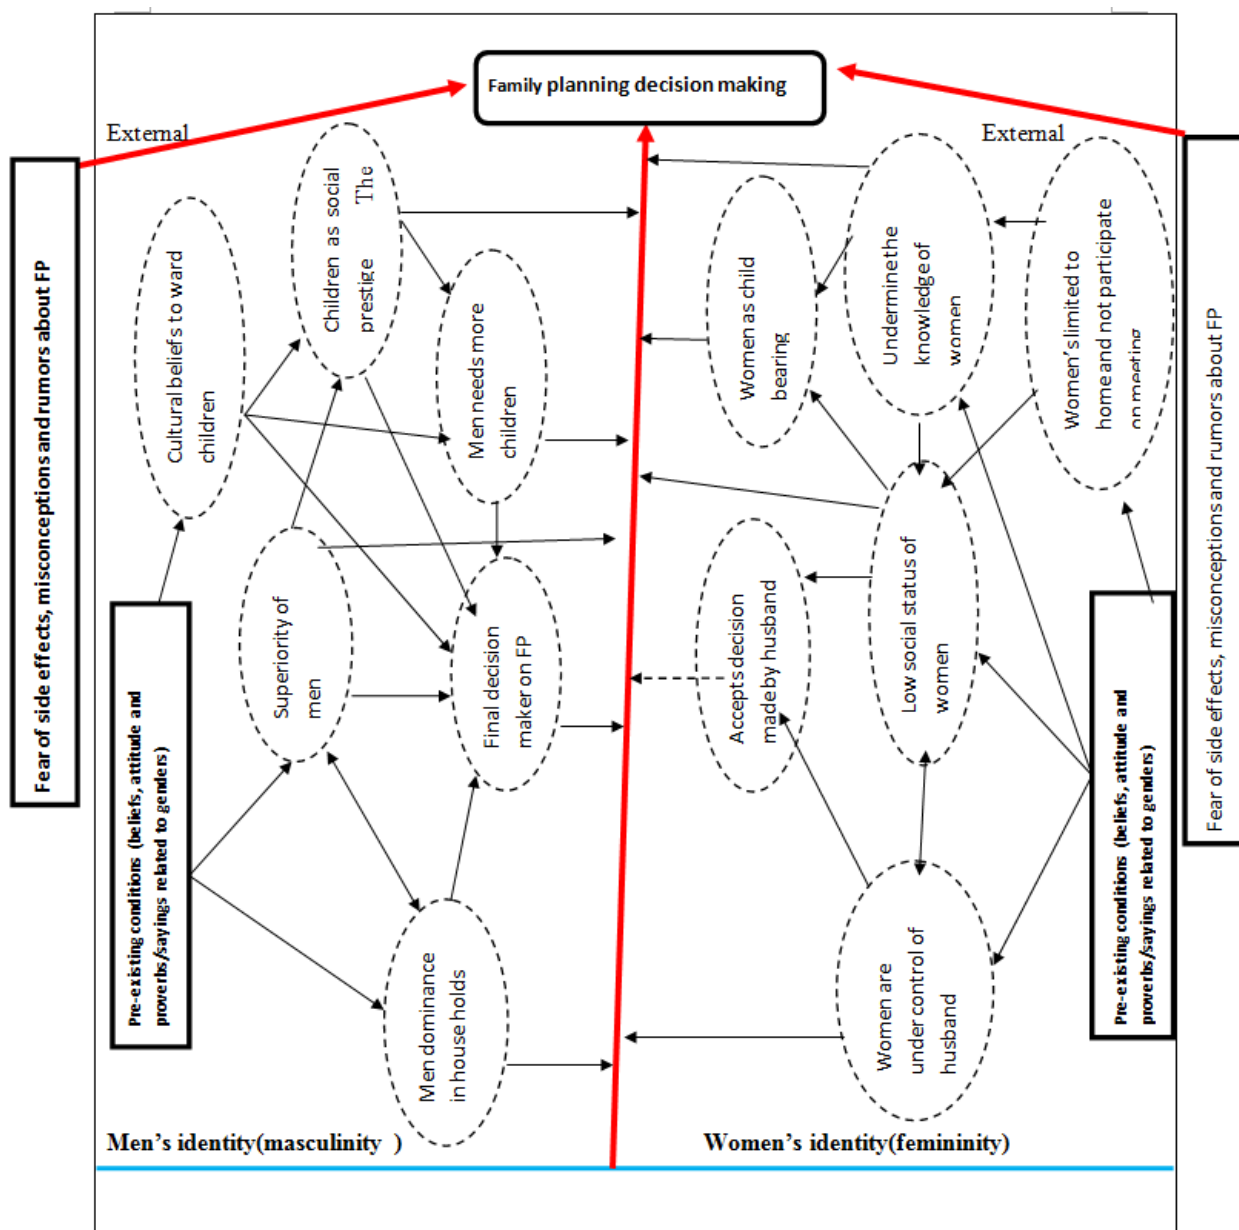 Family planning decision making
External
External
Fear of side effects, misconceptions and rumors about FP
Cultural beliefs to ward
children
Children as social The
prestige
Men needs more
children
Superiority of
men
Final decision
maker on FP
Pre-existing conditions (beliefs, attitude and
proverbs/sayings related to genders)
Men dominance
in house holds
Men's identity(masculinity )
Women as child
bearing
Undermine the
knowledge of
women
Women's limited to
home and not participate
on meeting
Accepts decision
made by husband
Low social status of
women
Women are
under control of
husband
Pre-existing conditions (beliefs, attitude and
proverbs/sayings related to genders)
Fear of side effects, misconceptions and rumors about FP
Women's identity(femininity)